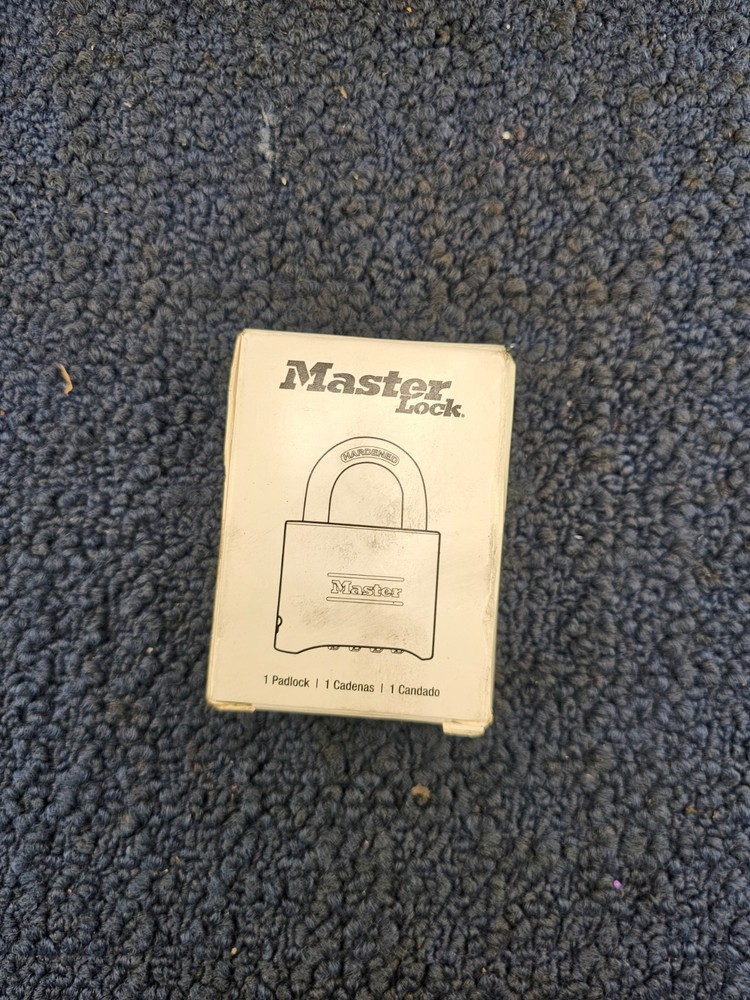 Master
Lock®
HARDENED
Master
1 Padlock | 1 Cadenas | 1 Candado